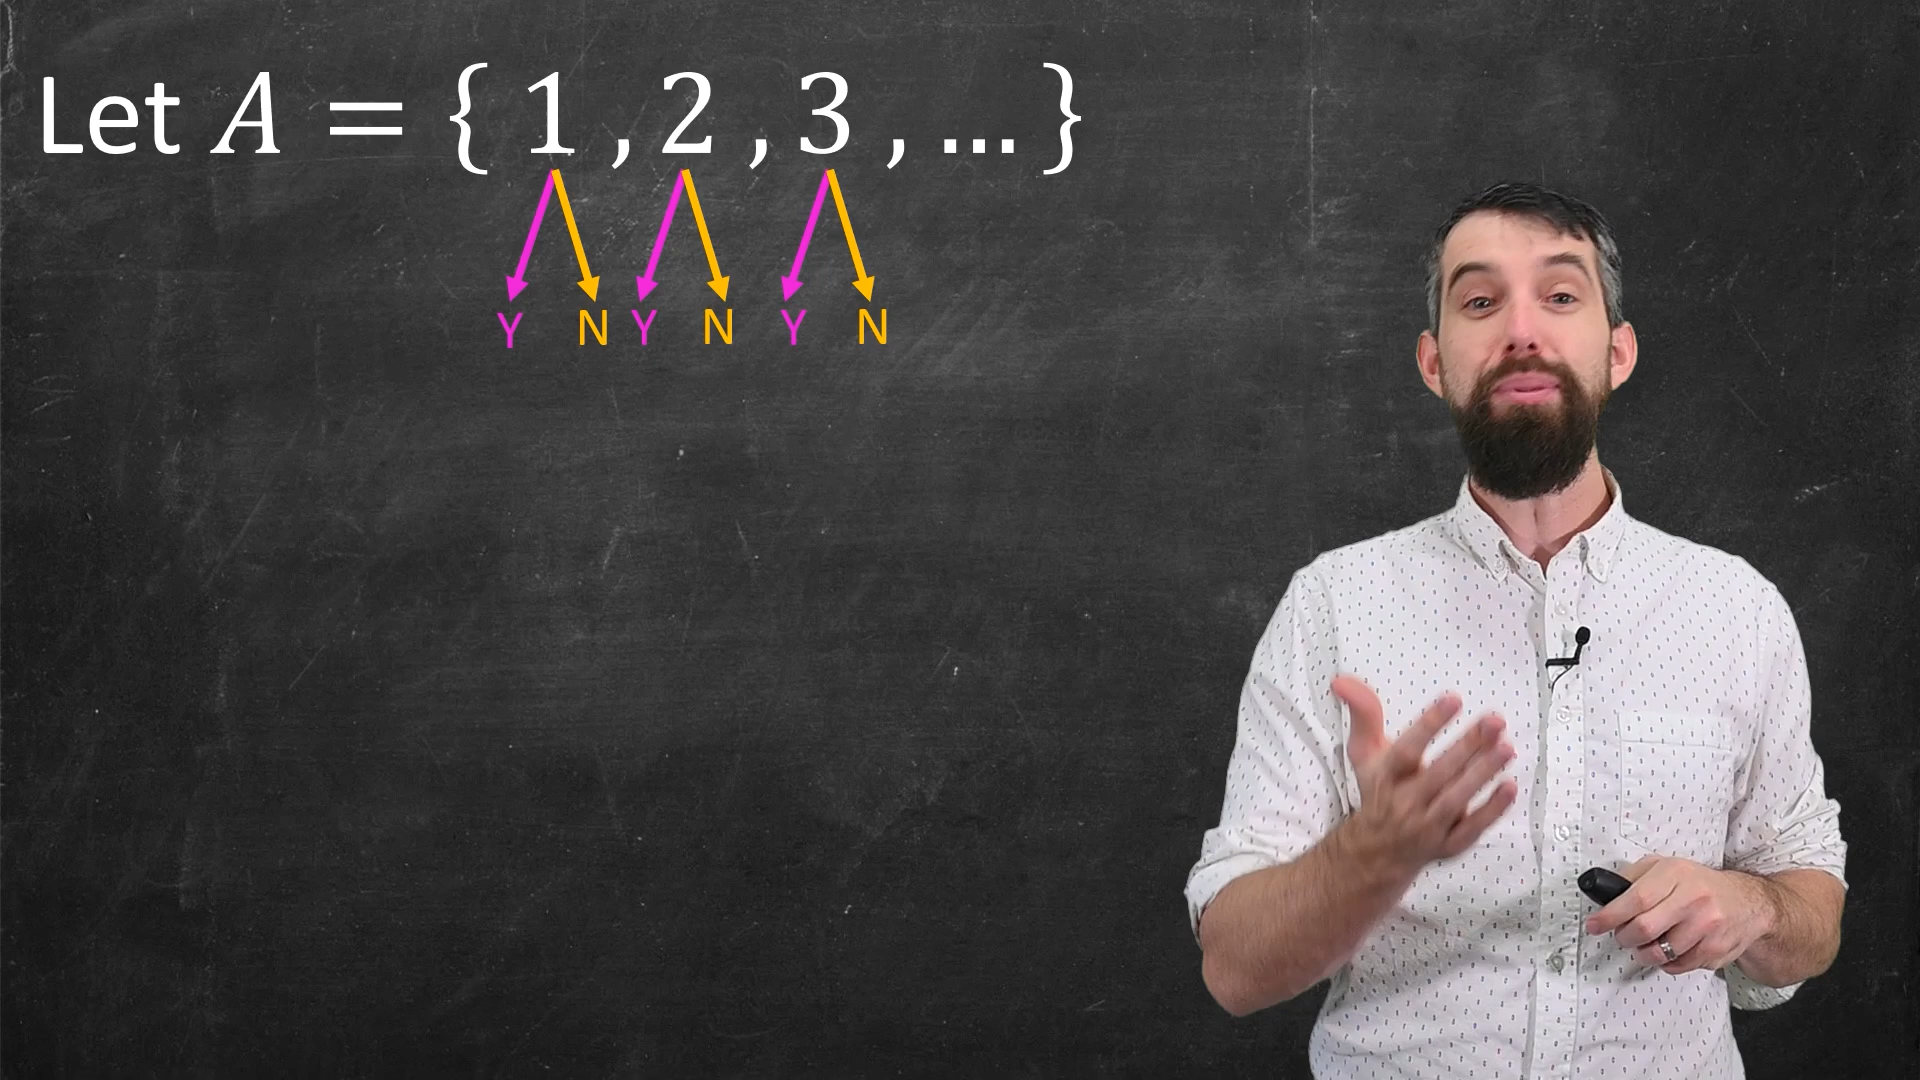 Let A = { 1 , 2 , 3 , ... }
Y N Y N Y N